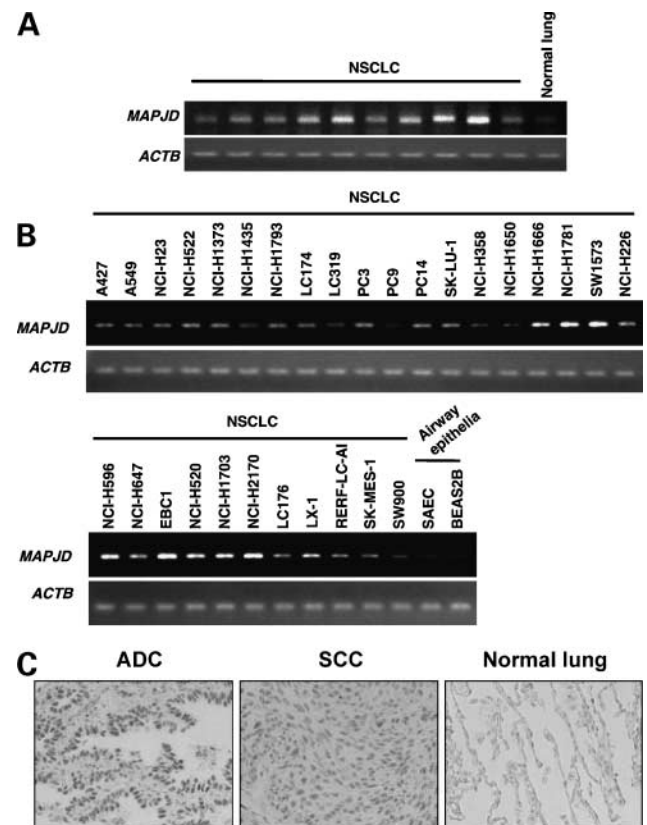 A
NSCLC
Normal lung
MAPJD
ACTB
NSCLC
B
A427
A549
NCI-H23
NCI-H522
NCI-H1373
NCI-H1435
NCI-H1793
LC174
LC319
PC3
PC9
PC14
SK-LU-1
NCI-H358
NCI-H1650
NCI-H1666
NCI-H1781
SW1573
NCI-H226
MAPJD
ACTB
NSCLC
Airway
epithelia
NCI-H596
NCI-H647
EBC1
NCI-H520
NCI-H1703
NCI-H2170
LC176
LX-1
RERF-LC-AI
SK-MES-1
SW900
SAEC
BEAS2B
MAPJD
ACTB
C
ADC
SCC
Normal lung